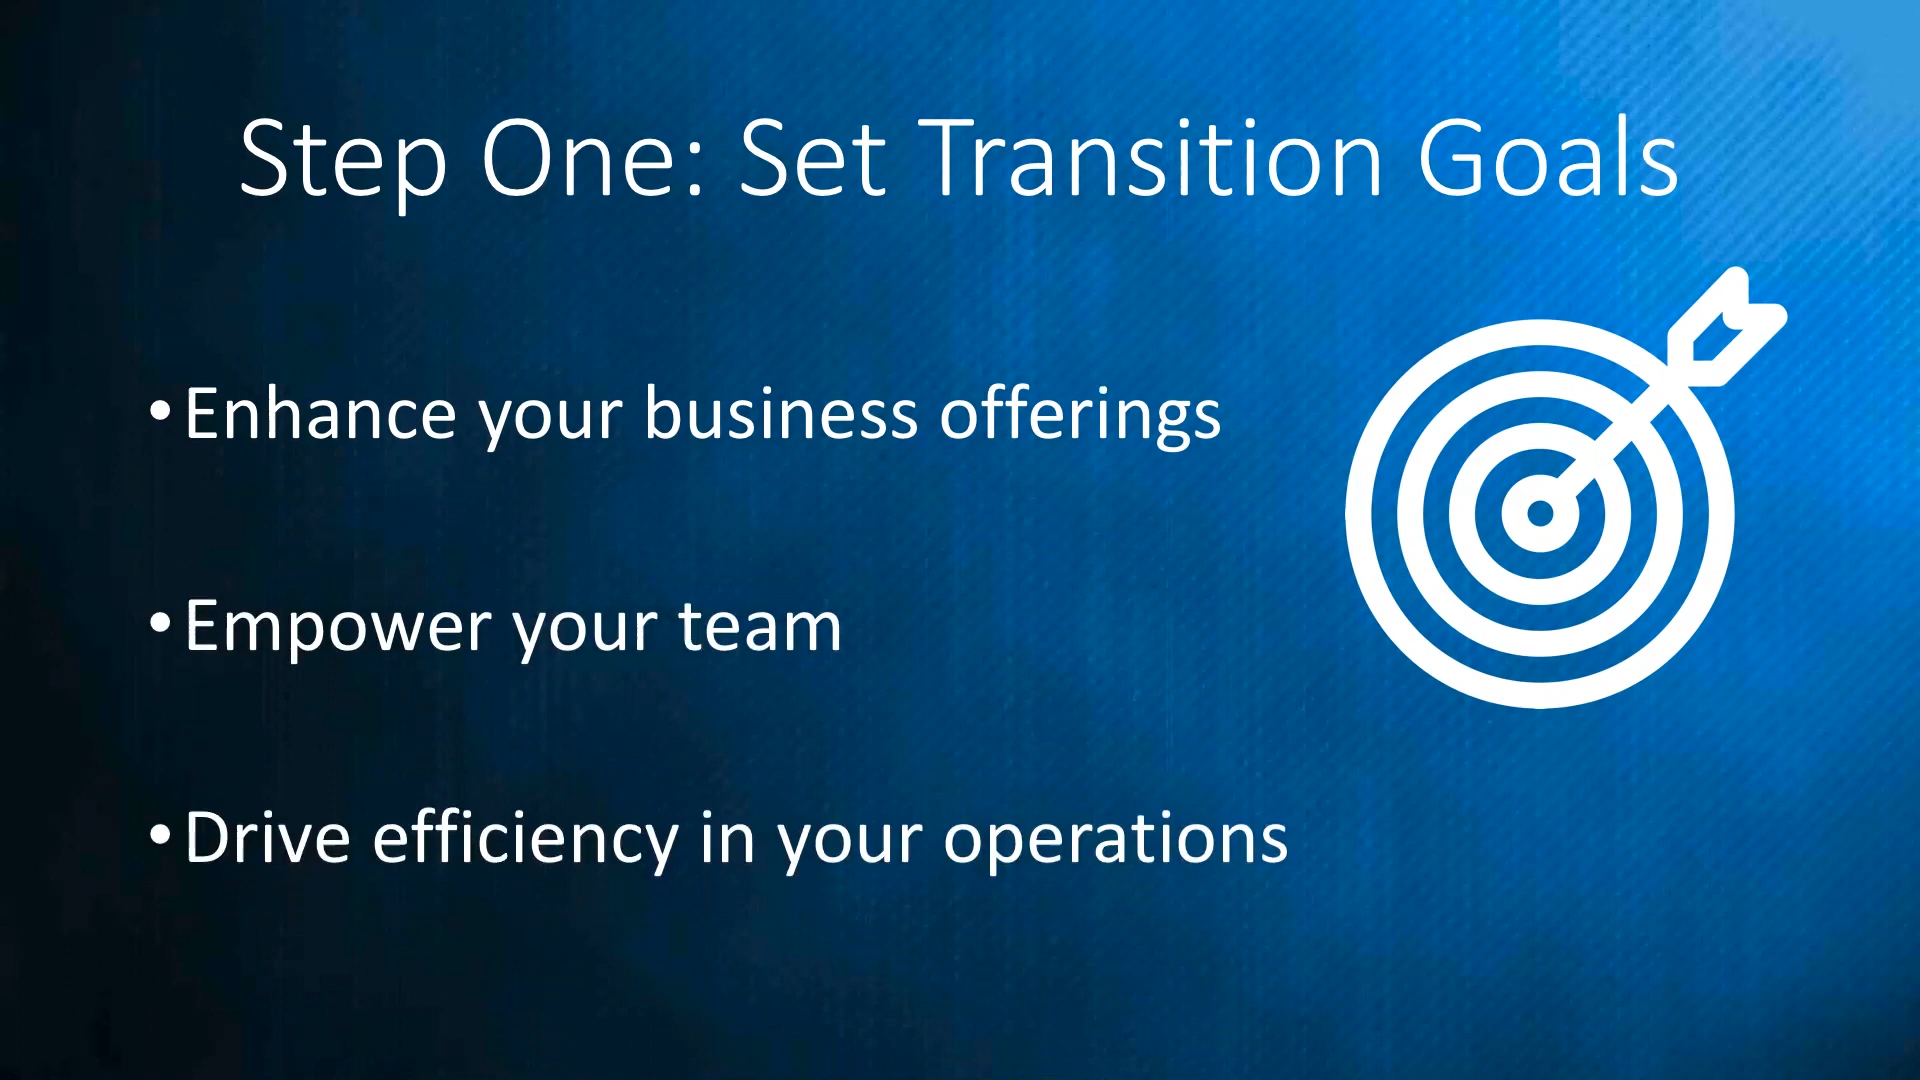 Step One: Set Transition Goals
•Enhance your business offerings
•Empower your team
•Drive efficiency in your operations